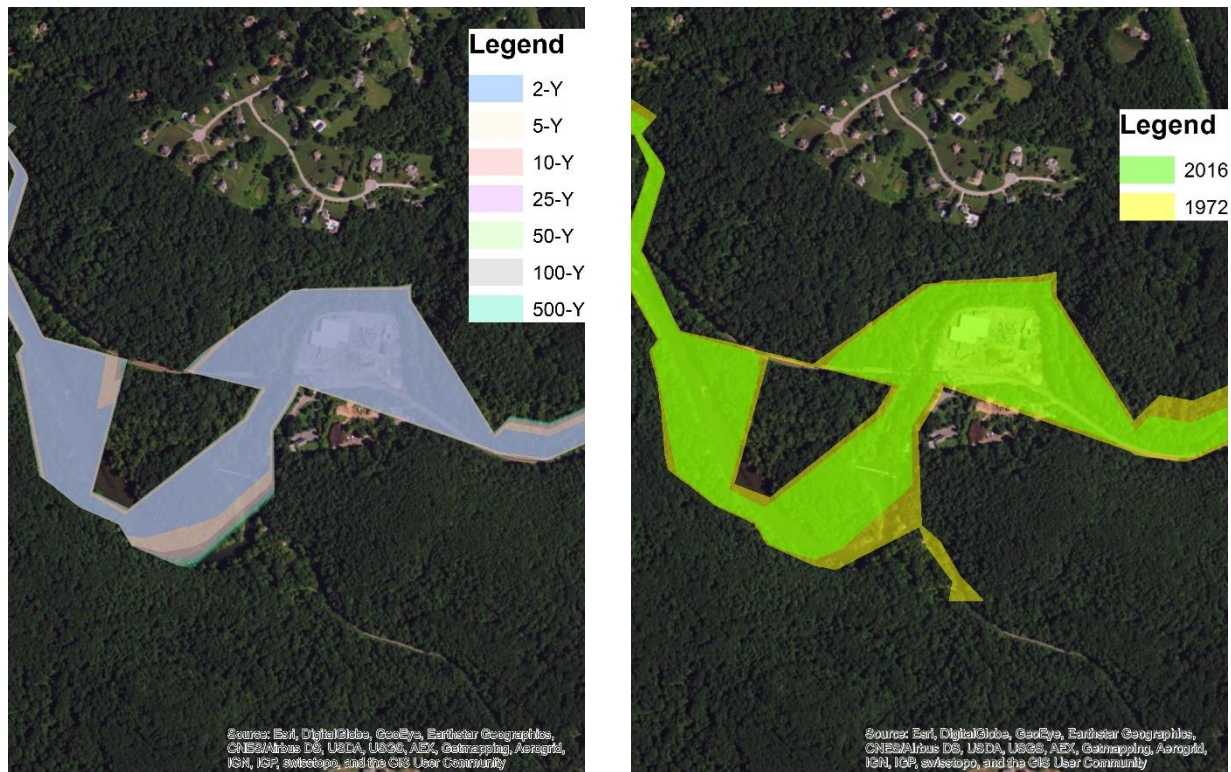 Legend
2-Y
5-Y
10-Y
25-Y
50-Y
100-Y
500-Y
Source: Esri, DigitalGlobe, GeoEye, Earthstar Geographics,
CNES/Airbus DS, USDA, USGS, AEX, Getmapping, Aerogrid,
IGN, IGP, swisstopo, and the GIS User Community
Legend
2016
1972
Source: Esri, DigitalGlobe, GeoEye, Earthstar Geographics,
CNES/Airbus DS, USDA, USGS, AEX, Getmapping, Aerogrid,
IGN, IGP, swisstopo, and the GIS User Community